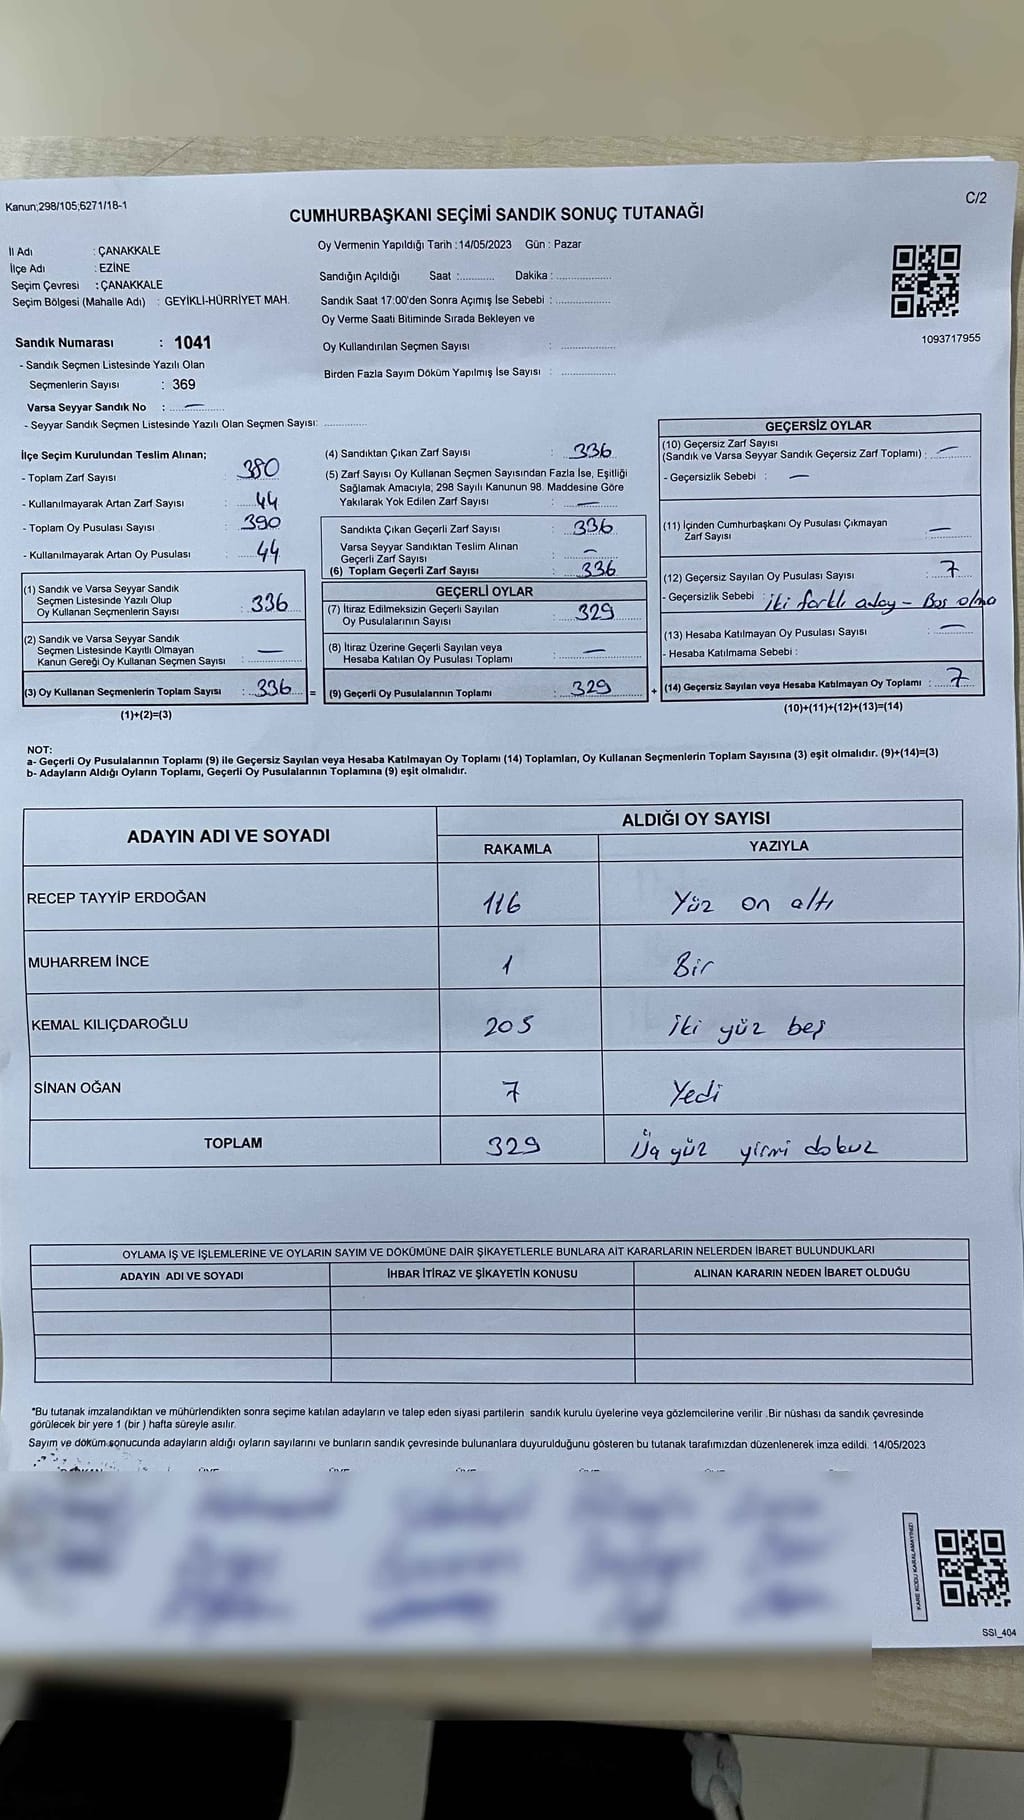 Kanun;298/105;6271/18-1
C/2
CUMHURBAŞKANI SEÇİMİ SANDIK SONUÇ TUTANAĞI
İl Adı : ÇANAKKALE
İlçe Adı : EZİNE
Seçim Çevresi : ÇANAKKALE
Seçim Bölgesi (Mahalle Adı) : GEYİKLİ-HÜRRİYET MAH.
Sandık Numarası : 1041
- Sandık Seçmen Listesinde Yazılı Olan
Seçmenlerin Sayısı : 369
Varsa Seyyar Sandık No : —
- Seyyar Sandık Seçmen Listesinde Yazılı Olan Seçmen Sayısı: ..............
Oy Vermenin Yapıldığı Tarih :14/05/2023 Gün : Pazar
Sandığın Açıldığı Saat :........... Dakika : ..................
Sandık Saat 17:00'den Sonra Açımış İse Sebebi : ..................
Oy Verme Saati Bitiminde Sırada Bekleyen ve
Oy Kullandırılan Seçmen Sayısı : ..................
Birden Fazla Sayım Döküm Yapılmış İse Sayısı : ..................
1093717955
İlçe Seçim Kurulundan Teslim Alınan;
- Toplam Zarf Sayısı : 380
- Kullanılmayarak Artan Zarf Sayısı : 44
- Toplam Oy Pusulası Sayısı : 390
- Kullanılmayarak Artan Oy Pusulası : 44
(1) Sandık ve Varsa Seyyar Sandık
Seçmen Listesinde Yazılı Olup
Oy Kullanan Seçmenlerin Sayısı : 336
(2) Sandık ve Varsa Seyyar Sandık
Seçmen Listesinde Kayıtlı Olmayan
Kanun Gereği Oy Kullanan Seçmen Sayısı : —
(3) Oy Kullanan Seçmenlerin Toplam Sayısı : 336 =
(1)+(2)=(3)
(4) Sandıktan Çıkan Zarf Sayısı : 336
(5) Zarf Sayısı Oy Kullanan Seçmen Sayısından Fazla İse, Eşitliği
Sağlamak Amacıyla; 298 Sayılı Kanunun 98. Maddesine Göre
Yakılarak Yok Edilen Zarf Sayısı : —
Sandıkta Çıkan Geçerli Zarf Sayısı : 336
Varsa Seyyar Sandıktan Teslim Alınan
Geçerli Zarf Sayısı : —
(6) Toplam Geçerli Zarf Sayısı : 336
GEÇERLİ OYLAR
(7) İtiraz Edilmeksizin Geçerli Sayılan
Oy Pusulalarının Sayısı : 329
(8) İtiraz Üzerine Geçerli Sayılan veya
Hesaba Katılan Oy Pusulası Toplamı : —
(9) Geçerli Oy Pusulalarının Toplamı : 329 +
GEÇERSİZ OYLAR
(10) Geçersiz Zarf Sayısı
(Sandık ve Varsa Seyyar Sandık Geçersiz Zarf Toplamı) : —
- Geçersizlik Sebebi : —
(11) İçinden Cumhurbaşkanı Oy Pusulası Çıkmayan
Zarf Sayısı : —
(12) Geçersiz Sayılan Oy Pusulası Sayısı : 7
- Geçersizlik Sebebi : İki farklı aday - Boş olma
(13) Hesaba Katılmayan Oy Pusulası Sayısı : —
- Hesaba Katılmama Sebebi :
(14) Geçersiz Sayılan veya Hesaba Katılmayan Oy Toplamı : 7
(10)+(11)+(12)+(13)=(14)
NOT:
a- Geçerli Oy Pusulalarının Toplamı (9) ile Geçersiz Sayılan veya Hesaba Katılmayan Oy Toplamı (14) Toplamları, Oy Kullanan Seçmenlerin Toplam Sayısına (3) eşit olmalıdır. (9)+(14)=(3)
b- Adayların Aldığı Oyların Toplamı, Geçerli Oy Pusulalarının Toplamına (9) eşit olmalıdır.
ADAYIN ADI VE SOYADI ALDIĞI OY SAYISI
RAKAMLA YAZIYLA
RECEP TAYYİP ERDOĞAN 116 Yüz on altı
MUHARREM İNCE 1 Bir
KEMAL KILIÇDAROĞLU 205 İki yüz beş
SİNAN OĞAN 7 Yedi
TOPLAM 329 Üç yüz yirmi dokuz
OYLAMA İŞ VE İŞLEMLERİNE VE OYLARIN SAYIM VE DÖKÜMÜNE DAİR ŞİKAYETLERLE BUNLARA AİT KARARLARIN NELERDEN İBARET BULUNDUKLARI
ADAYIN ADI VE SOYADI İHBAR İTİRAZ VE ŞİKAYETİN KONUSU ALINAN KARARIN NEDEN İBARET OLDUĞU
*Bu tutanak imzalandıktan ve mühürlendikten sonra seçime katılan adayların ve talep eden siyasi partilerin sandık kurulu üyelerine veya gözlemcilerine verilir .Bir nüshası da sandık çevresinde
görülecek bir yere 1 (bir ) hafta süreyle asılır.
Sayım ve döküm sonucunda adayların aldığı oyların sayılarını ve bunların sandık çevresinde bulunanlara duyurulduğunu gösteren bu tutanak tarafımızdan düzenlenerek imza edildi. 14/05/2023
KARE KODU KARALAMAYINIZ!
SSI_404